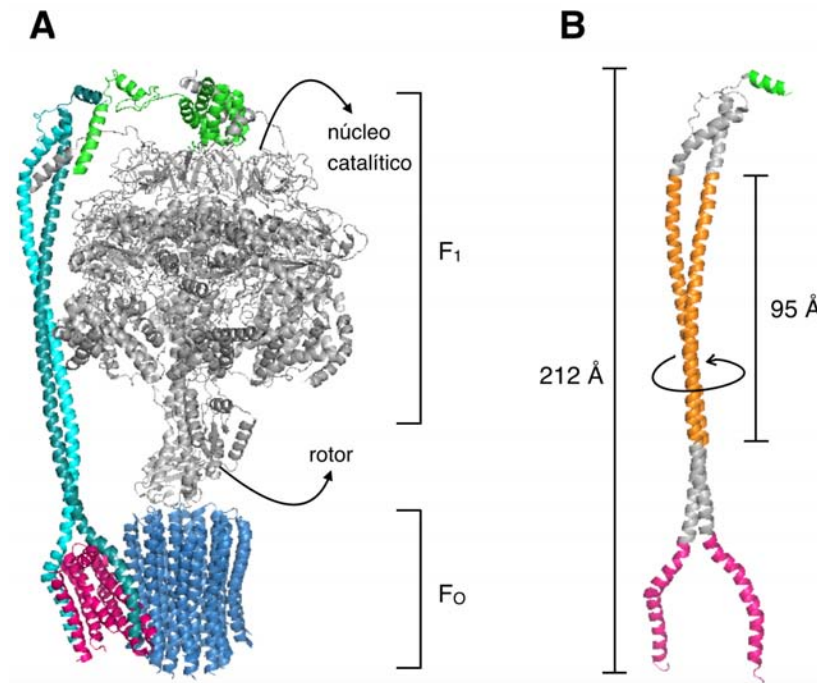 A
B
núcleo
catalítico
F₁
212 Å
95 Å
rotor
Fₒ